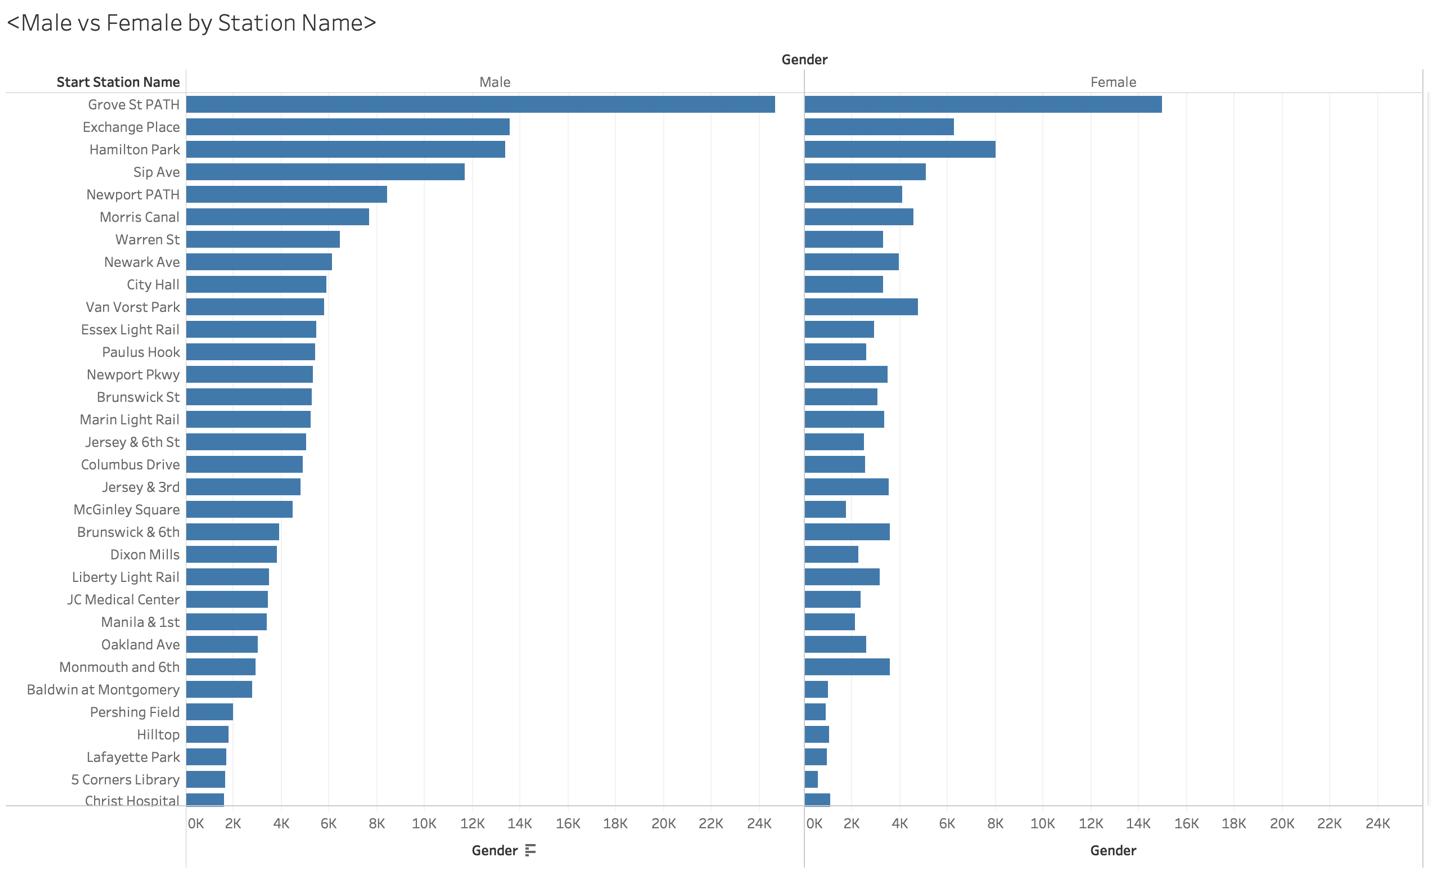 <Male vs Female by Station Name>
Gender
Start Station Name Male Female
Grove St PATH
Exchange Place
Hamilton Park
Sip Ave
Newport PATH
Morris Canal
Warren St
Newark Ave
City Hall
Van Vorst Park
Essex Light Rail
Paulus Hook
Newport Pkwy
Brunswick St
Marin Light Rail
Jersey & 6th St
Columbus Drive
Jersey & 3rd
McGinley Square
Brunswick & 6th
Dixon Mills
Liberty Light Rail
JC Medical Center
Manila & 1st
Oakland Ave
Monmouth and 6th
Baldwin at Montgomery
Pershing Field
Hilltop
Lafayette Park
5 Corners Library
Christ Hospital
0K 2K 4K 6K 8K 10K 12K 14K 16K 18K 20K 22K 24K 0K 2K 4K 6K 8K 10K 12K 14K 16K 18K 20K 22K 24K
Gender Gender